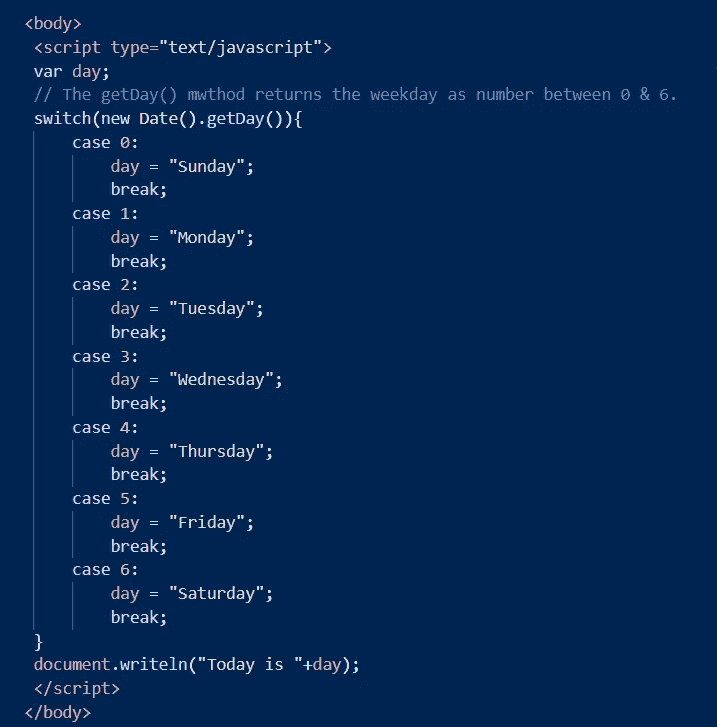 <body>
<script type="text/javascript">
var day;
// The getDay() mwthod returns the weekday as number between 0 & 6.
switch(new Date().getDay()){
case 0:
day = "Sunday";
break;
case 1:
day = "Monday";
break;
case 2:
day = "Tuesday";
break;
case 3:
day = "Wednesday";
break;
case 4:
day = "Thursday";
break;
case 5:
day = "Friday";
break;
case 6:
day = "Saturday";
break;
}
document.writeln("Today is "+day);
</script>
</body>